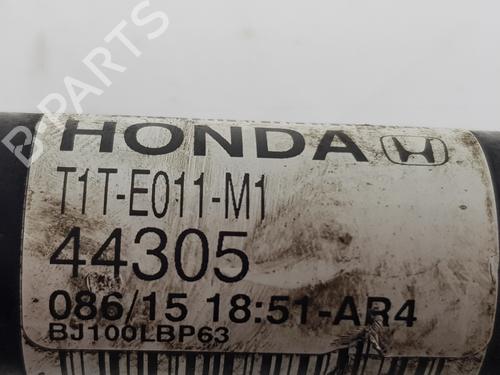 B-PARTS
HONDA
T1T-E011-M1
44305
086/15 18:51-AR4
BJ100LBP63